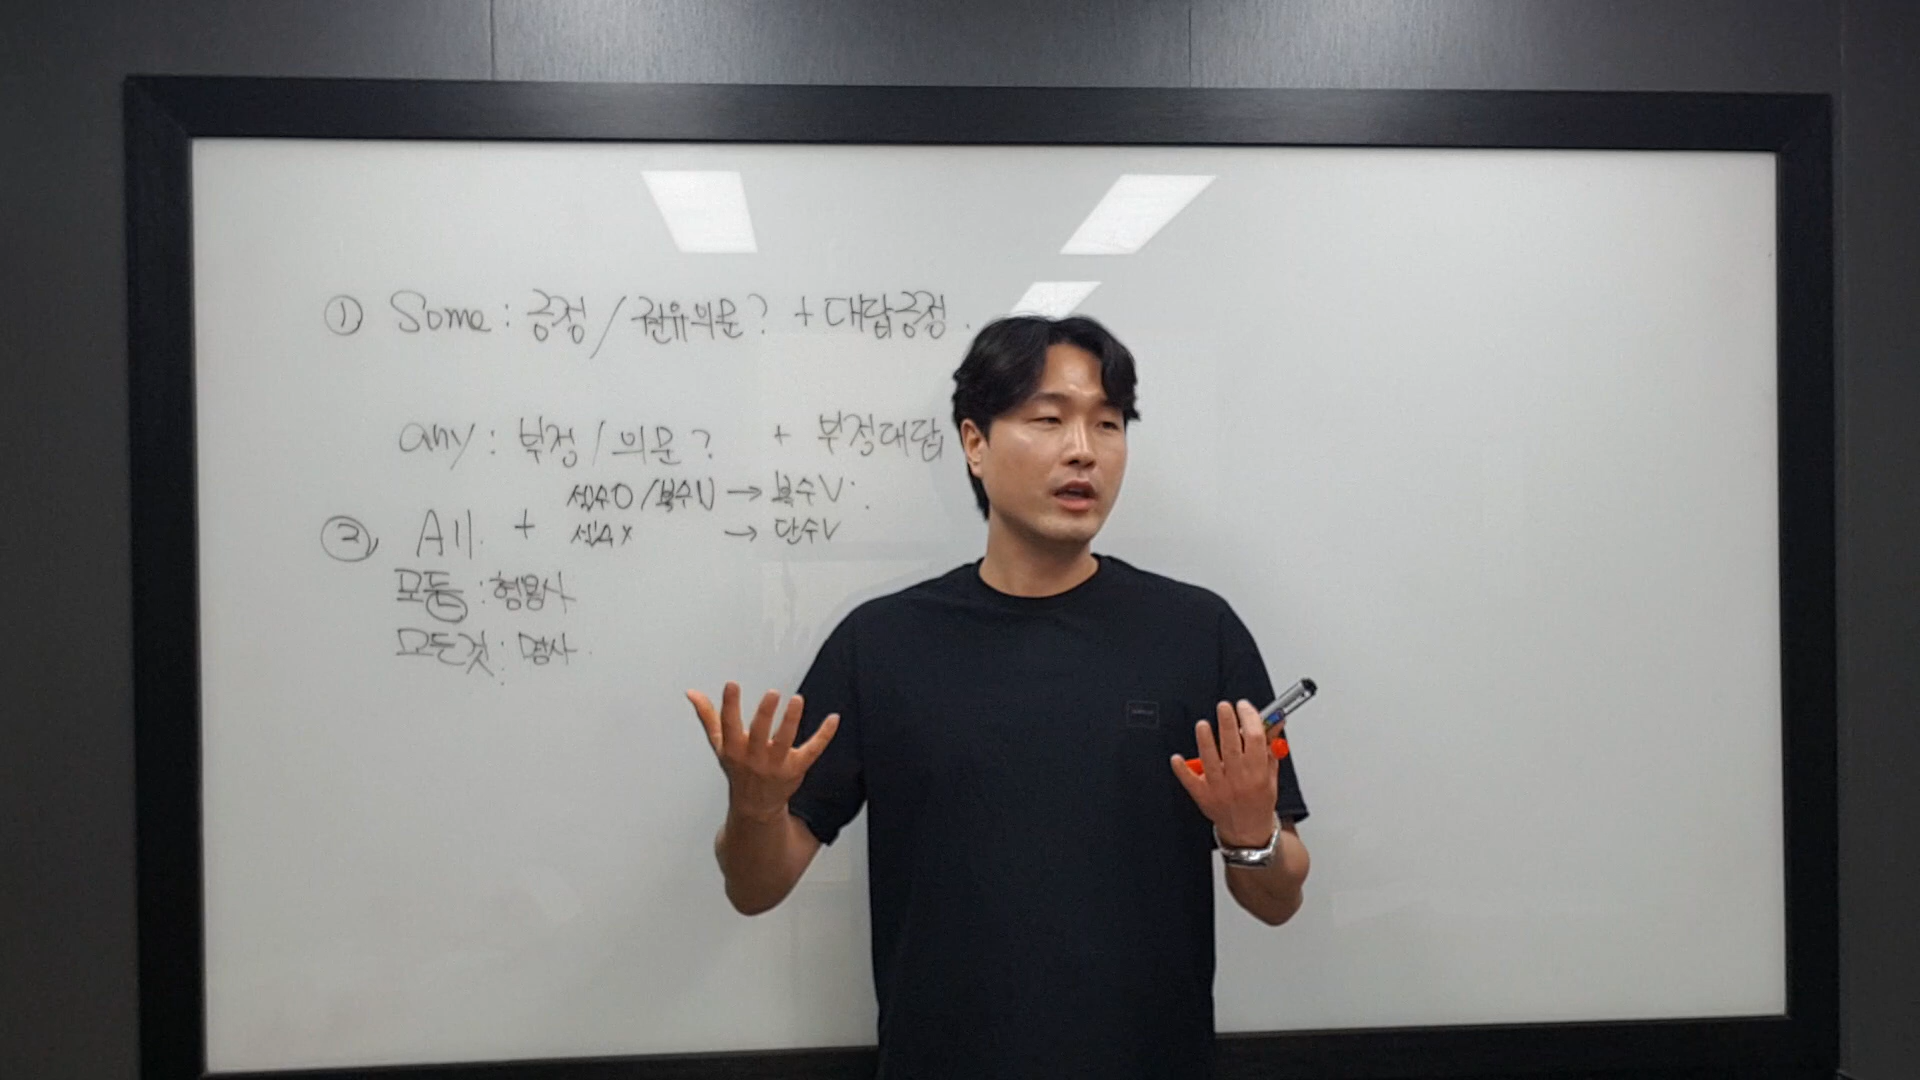 ① Some : 긍정 / 권유의문? + 대답긍정.
any : 부정 / 의문? + 부정대답
셀수O / 복수N → 복수V.
② All. + 셀수X → 단수V
모든 : 형용사
모든것 : 명사.